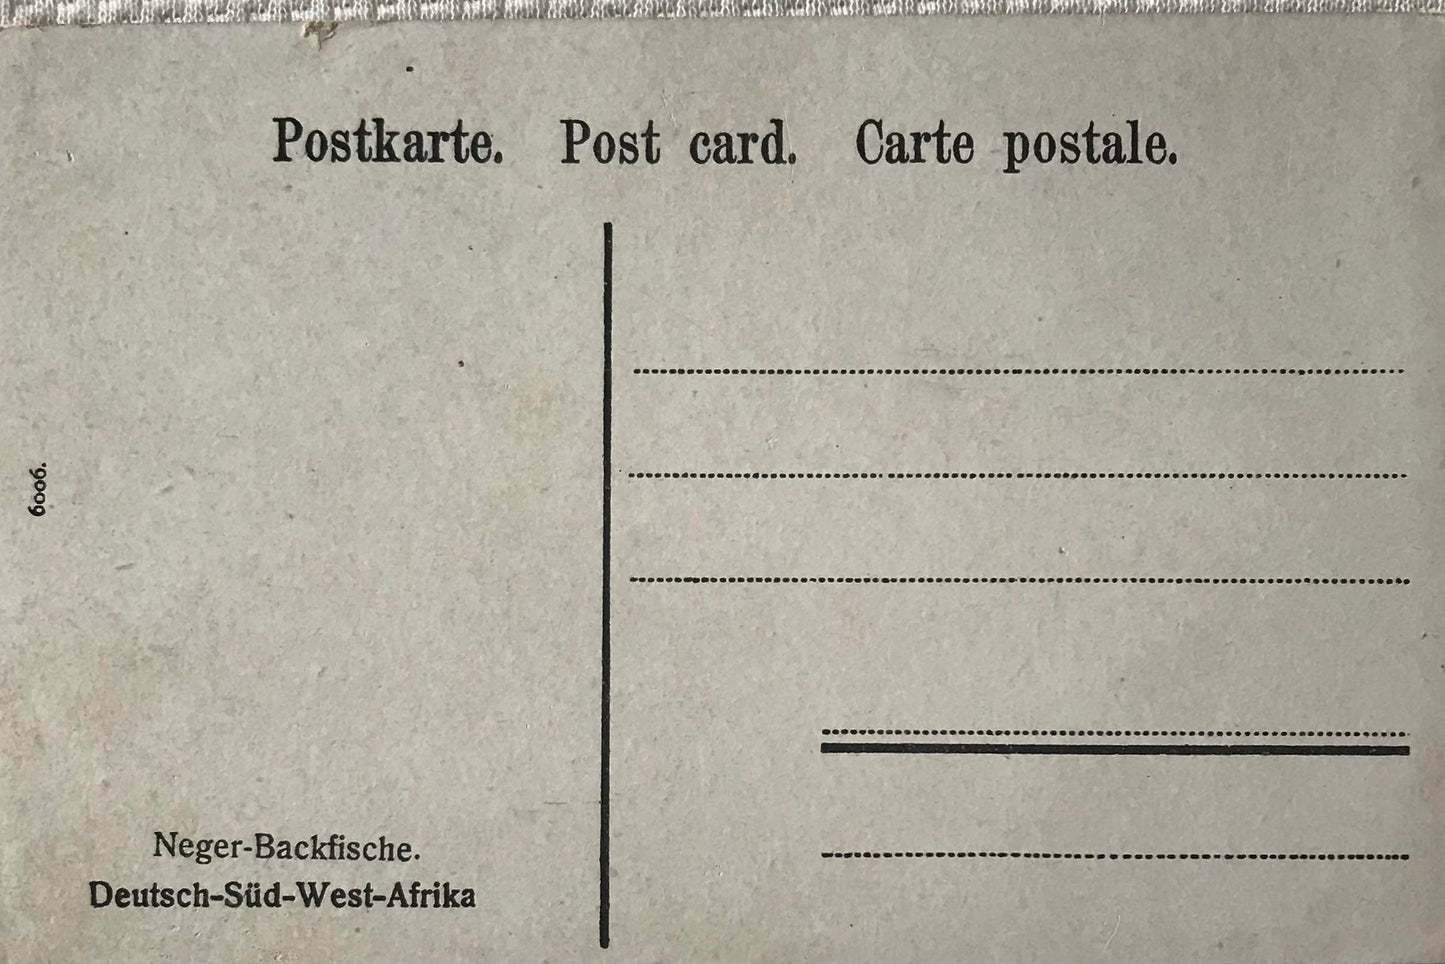 Postkarte. Post card. Carte postale.
6006.
Neger-Backfische.
Deutsch-Süd-West-Afrika